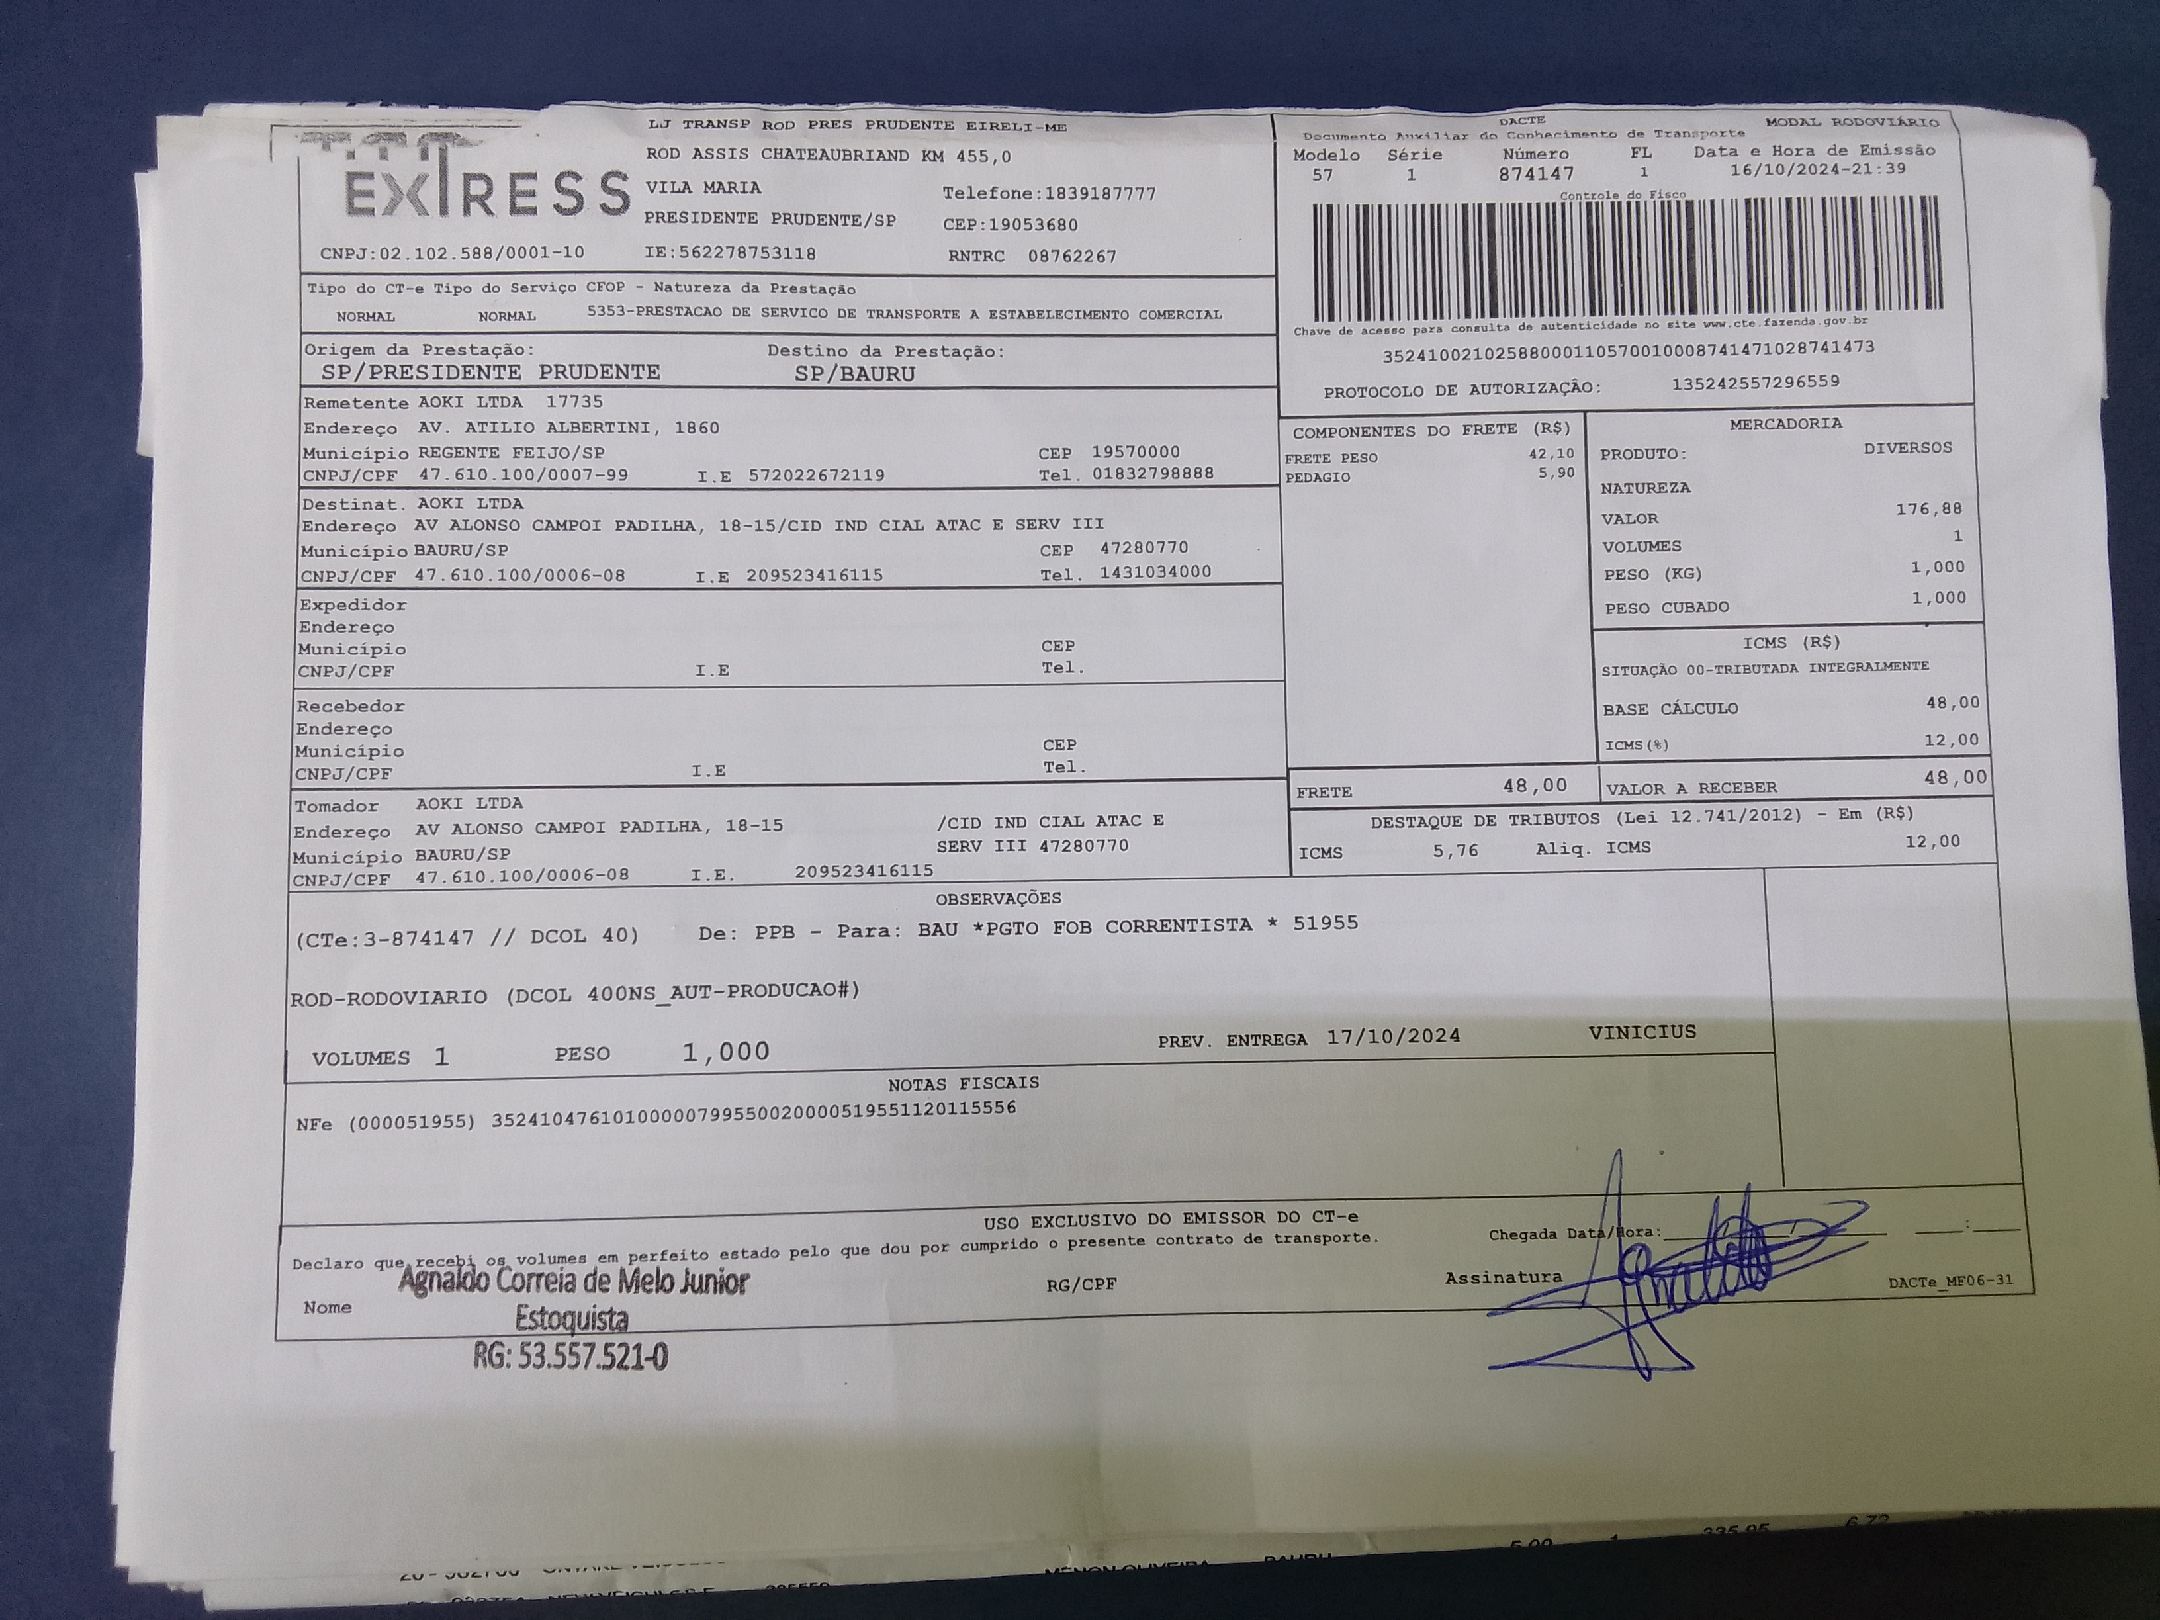 LJ TRANSP ROD PRES PRUDENTE EIRELI-ME
EXTRESS
ROD ASSIS CHATEAUBRIAND KM 455,0
VILA MARIA Telefone:1839187777
PRESIDENTE PRUDENTE/SP CEP:19053680
CNPJ:02.102.588/0001-10 IE:562278753118 RNTRC 08762267
DACTE MODAL RODOVIÁRIO
Documento Auxiliar do Conhecimento de Transporte
Modelo Série Número FL Data e Hora de Emissão
57 1 874147 1 16/10/2024-21:39
Controle do Fisco
Chave de acesso para consulta de autenticidade no site www.cte.fazenda.gov.br
35241002102588000110570010008741471028741473
PROTOCOLO DE AUTORIZAÇÃO: 135242557296559
Tipo do CT-e Tipo do Serviço CFOP - Natureza da Prestação
NORMAL NORMAL 5353-PRESTACAO DE SERVICO DE TRANSPORTE A ESTABELECIMENTO COMERCIAL
Origem da Prestação: Destino da Prestação:
SP/PRESIDENTE PRUDENTE SP/BAURU
Remetente AOKI LTDA 17735
Endereço AV. ATILIO ALBERTINI, 1860
Município REGENTE FEIJO/SP CEP 19570000
CNPJ/CPF 47.610.100/0007-99 I.E 572022672119 Tel. 01832798888
Destinat. AOKI LTDA
Endereço AV ALONSO CAMPOI PADILHA, 18-15/CID IND CIAL ATAC E SERV III
Município BAURU/SP CEP 47280770
CNPJ/CPF 47.610.100/0006-08 I.E 209523416115 Tel. 1431034000
Expedidor
Endereço
Município CEP
CNPJ/CPF I.E Tel.
Recebedor
Endereço
Município CEP
CNPJ/CPF I.E Tel.
Tomador AOKI LTDA
Endereço AV ALONSO CAMPOI PADILHA, 18-15 /CID IND CIAL ATAC E
Município BAURU/SP SERV III 47280770
CNPJ/CPF 47.610.100/0006-08 I.E. 209523416115
COMPONENTES DO FRETE (R$)
FRETE PESO 42,10
PEDAGIO 5,90
MERCADORIA
PRODUTO: DIVERSOS
NATUREZA
VALOR 176,88
VOLUMES 1
PESO (KG) 1,000
PESO CUBADO 1,000
ICMS (R$)
SITUAÇÃO 00-TRIBUTADA INTEGRALMENTE
BASE CÁLCULO 48,00
ICMS(%) 12,00
FRETE 48,00 VALOR A RECEBER 48,00
DESTAQUE DE TRIBUTOS (Lei 12.741/2012) - Em (R$)
ICMS 5,76 Aliq. ICMS 12,00
OBSERVAÇÕES
(CTe:3-874147 // DCOL 40) De: PPB - Para: BAU *PGTO FOB CORRENTISTA * 51955
ROD-RODOVIARIO (DCOL 400NS_AUT-PRODUCAO#)
VOLUMES 1 PESO 1,000 PREV. ENTREGA 17/10/2024 VINICIUS
NOTAS FISCAIS
NFe (000051955) 35241047610100000799550020000519551120115556
USO EXCLUSIVO DO EMISSOR DO CT-e
Declaro que recebi os volumes em perfeito estado pelo que dou por cumprido o presente contrato de transporte.
Chegada Data/Hora: / :
Agnaldo Correia de Melo Junior
Nome RG/CPF Assinatura DACTe_MF06-31
Estoquista
RG: 53.557.521-0